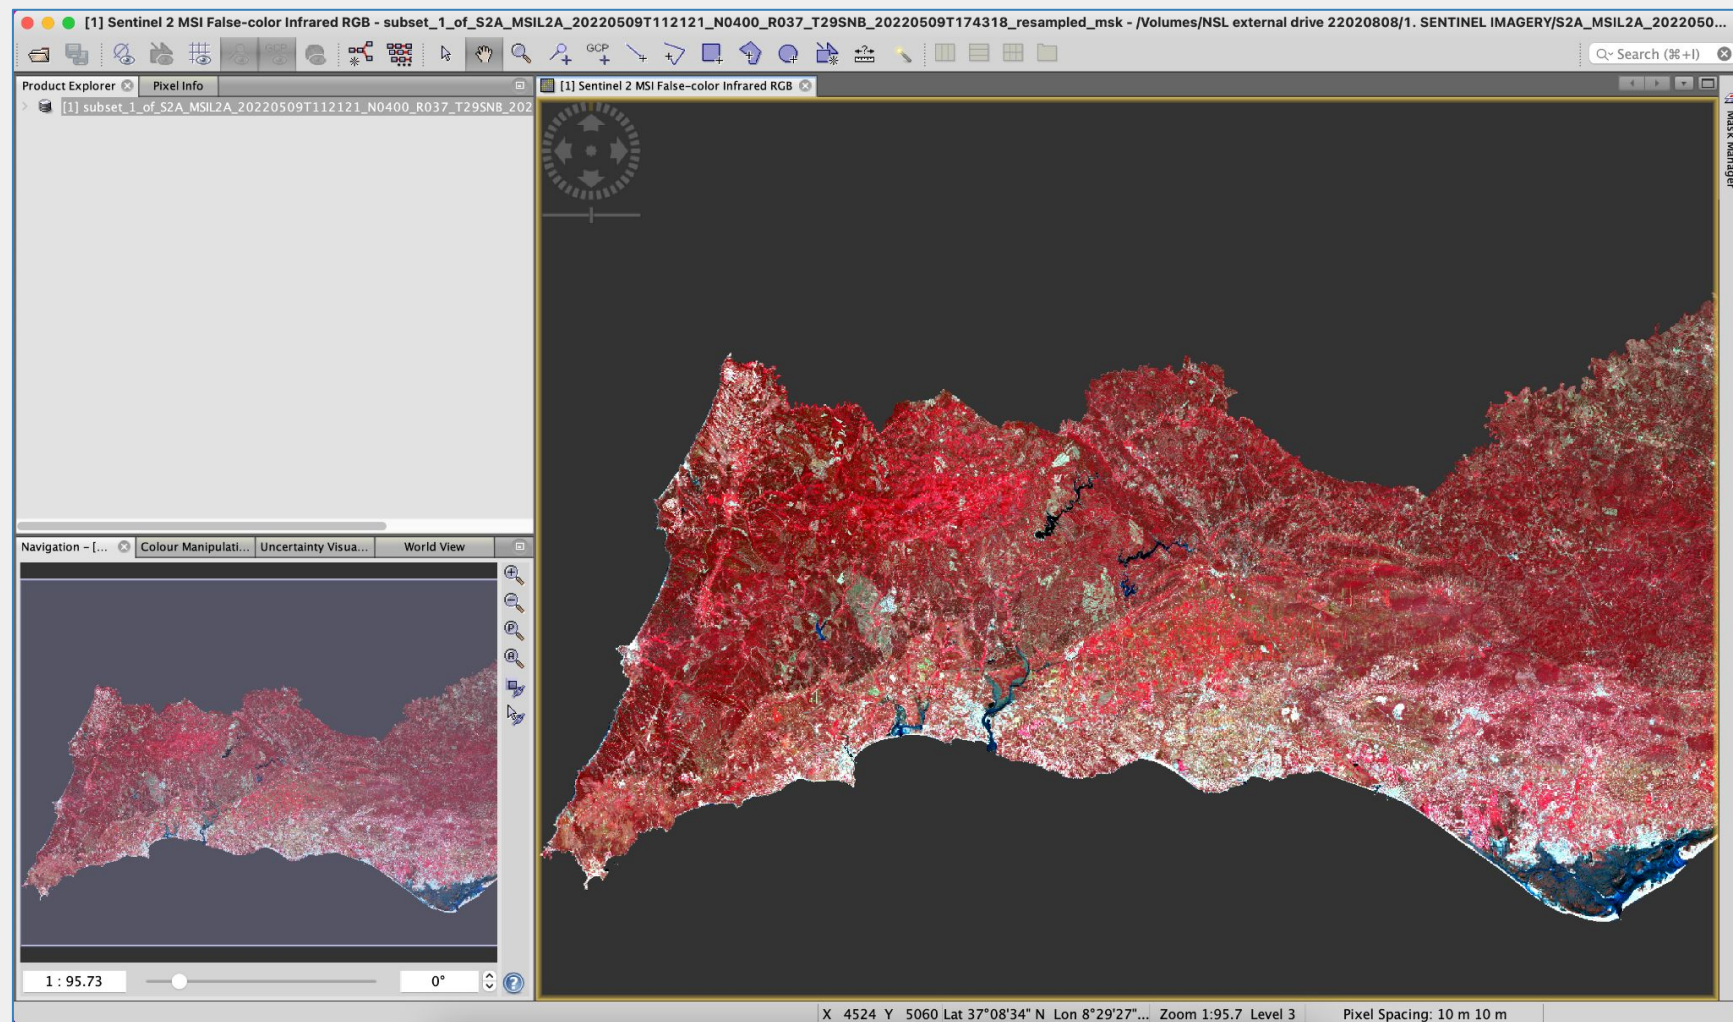 [1] Sentinel 2 MSI False-color Infrared RGB - subset_1_of_S2A_MSIL2A_20220509T112121_N0400_R037_T29SNB_20220509T174318_resampled_msk - /Volumes/NSL external drive 22020808/1. SENTINEL IMAGERY/S2A_MSIL2A_2022050...
GCP
GCP
Search (⌘+I)
Product Explorer
Pixel Info
[1] Sentinel 2 MSI False-color Infrared RGB
[1] subset_1_of_S2A_MSIL2A_20220509T112121_N0400_R037_T29SNB_202
Mask Manager
Navigation - [...
Colour Manipulati...
Uncertainty Visua...
World View
1 : 95.73
0°
X 4524 Y 5060 Lat 37°08'34" N Lon 8°29'27"... Zoom 1:95.7 Level 3 Pixel Spacing: 10 m 10 m